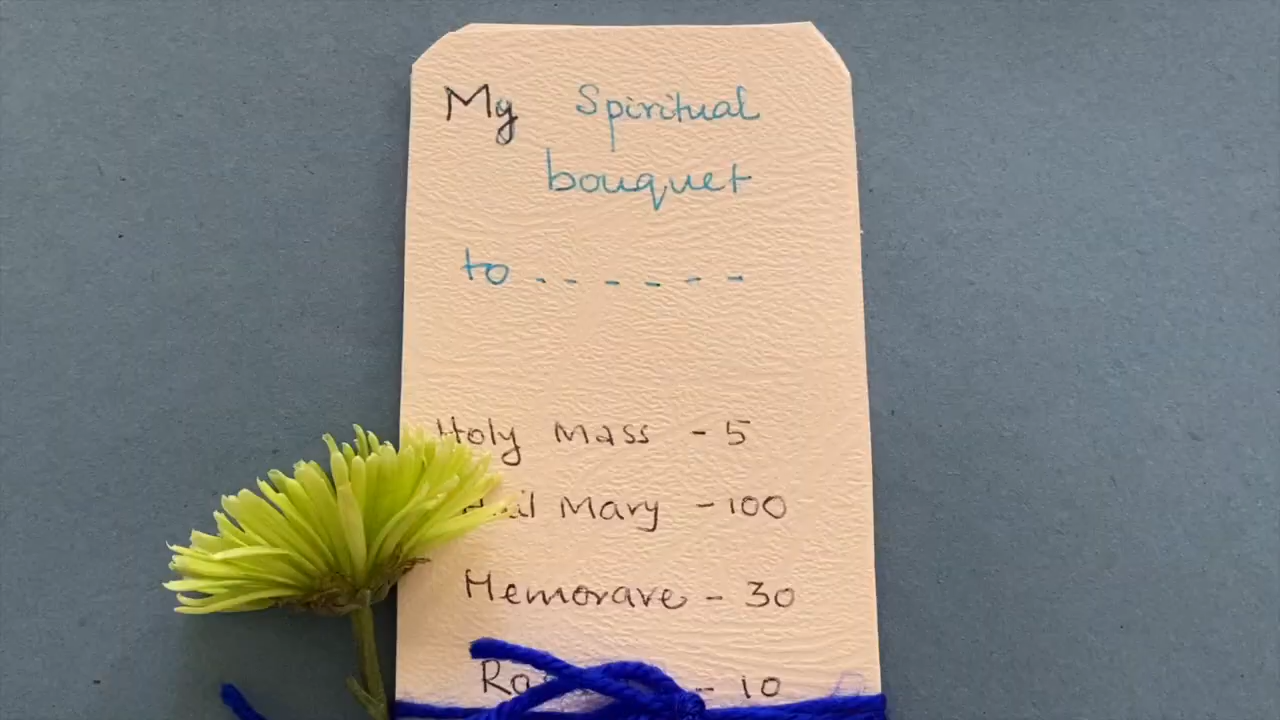 My Spiritual
bouquet
to - - - - - -
Holy Mass - 5
Mary - 100
Memorare - 30
- 10